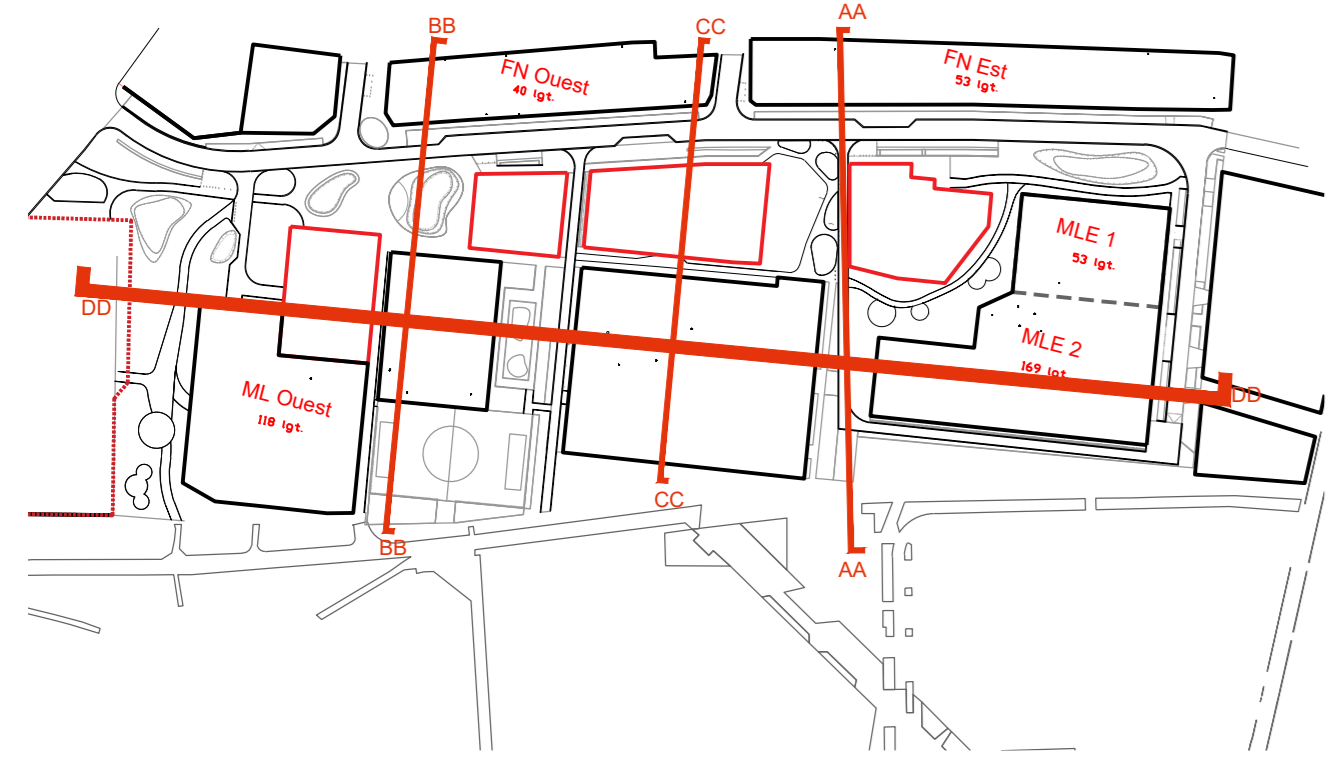 AA
BB
CC
FN Ouest
40 lgt.
FN Est
53 lgt.
MLE 1
53 lgt.
DD
MLE 2
169 lgt.
DD
ML Ouest
118 lgt.
CC
BB
AA